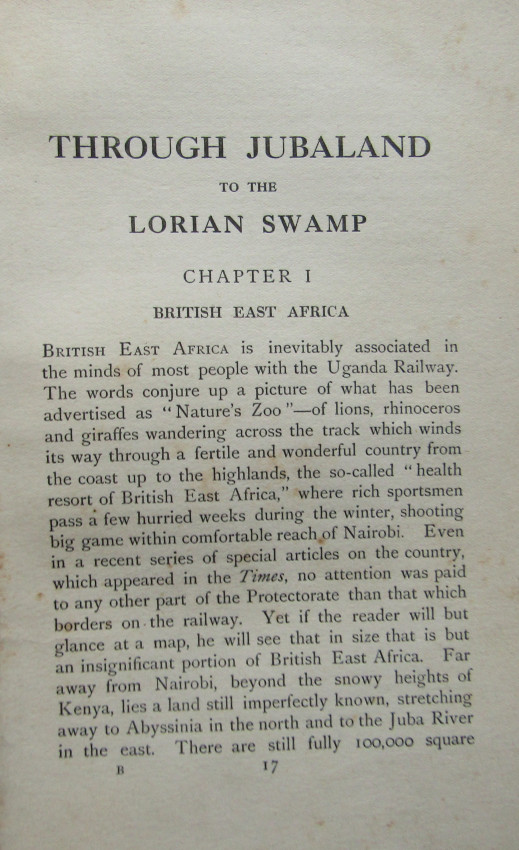 THROUGH JUBALAND
TO THE
LORIAN SWAMP
CHAPTER I
BRITISH EAST AFRICA
BRITISH EAST AFRICA is inevitably associated in
the minds of most people with the Uganda Railway.
The words conjure up a picture of what has been
advertised as "Nature's Zoo"—of lions, rhinoceros
and giraffes wandering across the track which winds
its way through a fertile and wonderful country from
the coast up to the highlands, the so-called "health
resort of British East Africa," where rich sportsmen
pass a few hurried weeks during the winter, shooting
big game within comfortable reach of Nairobi. Even
in a recent series of special articles on the country,
which appeared in the Times, no attention was paid
to any other part of the Protectorate than that which
borders on the railway. Yet if the reader will but
glance at a map, he will see that in size that is but
an insignificant portion of British East Africa. Far
away from Nairobi, beyond the snowy heights of
Kenya, lies a land still imperfectly known, stretching
away to Abyssinia in the north and to the Juba River
in the east. There are still fully 100,000 square
B 17